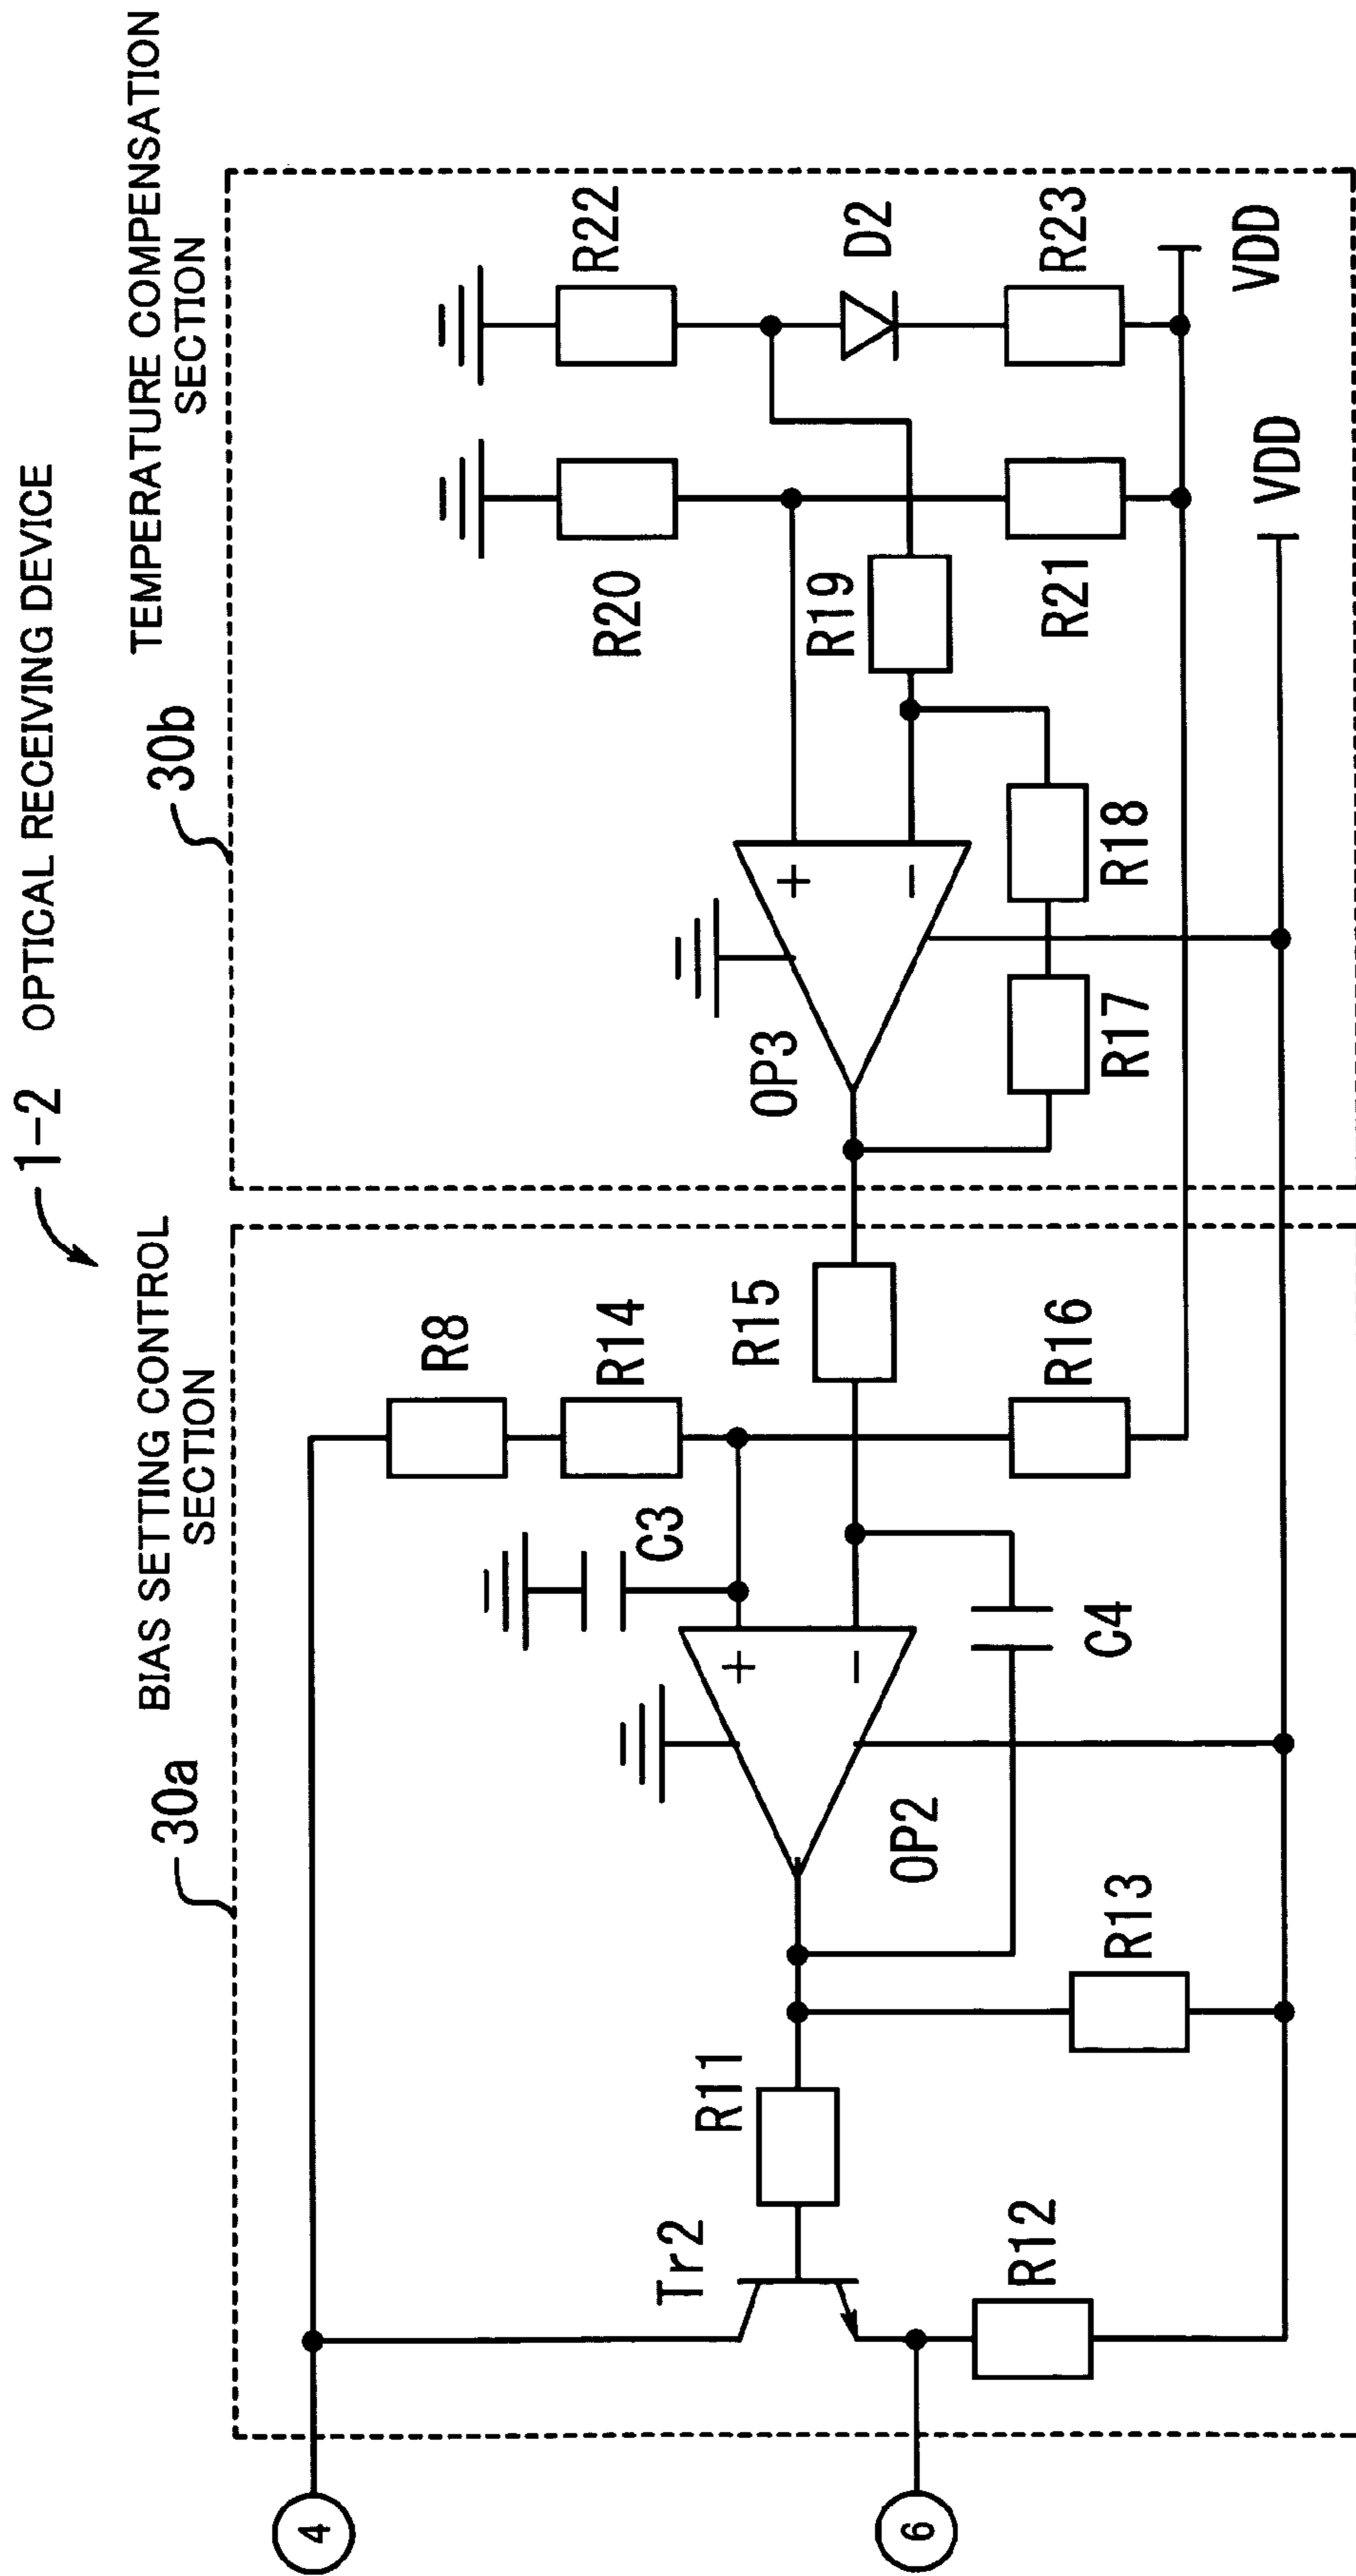 1-2 OPTICAL RECEIVING DEVICE
30a
BIAS SETTING CONTROL
SECTION
30b
TEMPERATURE COMPENSATION
SECTION
4
6
Tr2
R12
R11
R13
OP2
+
−
C4
C3
R8
R14
R15
R16
OP3
+
−
R17
R18
R19
R20
R21
R22
D2
R23
VDD
VDD